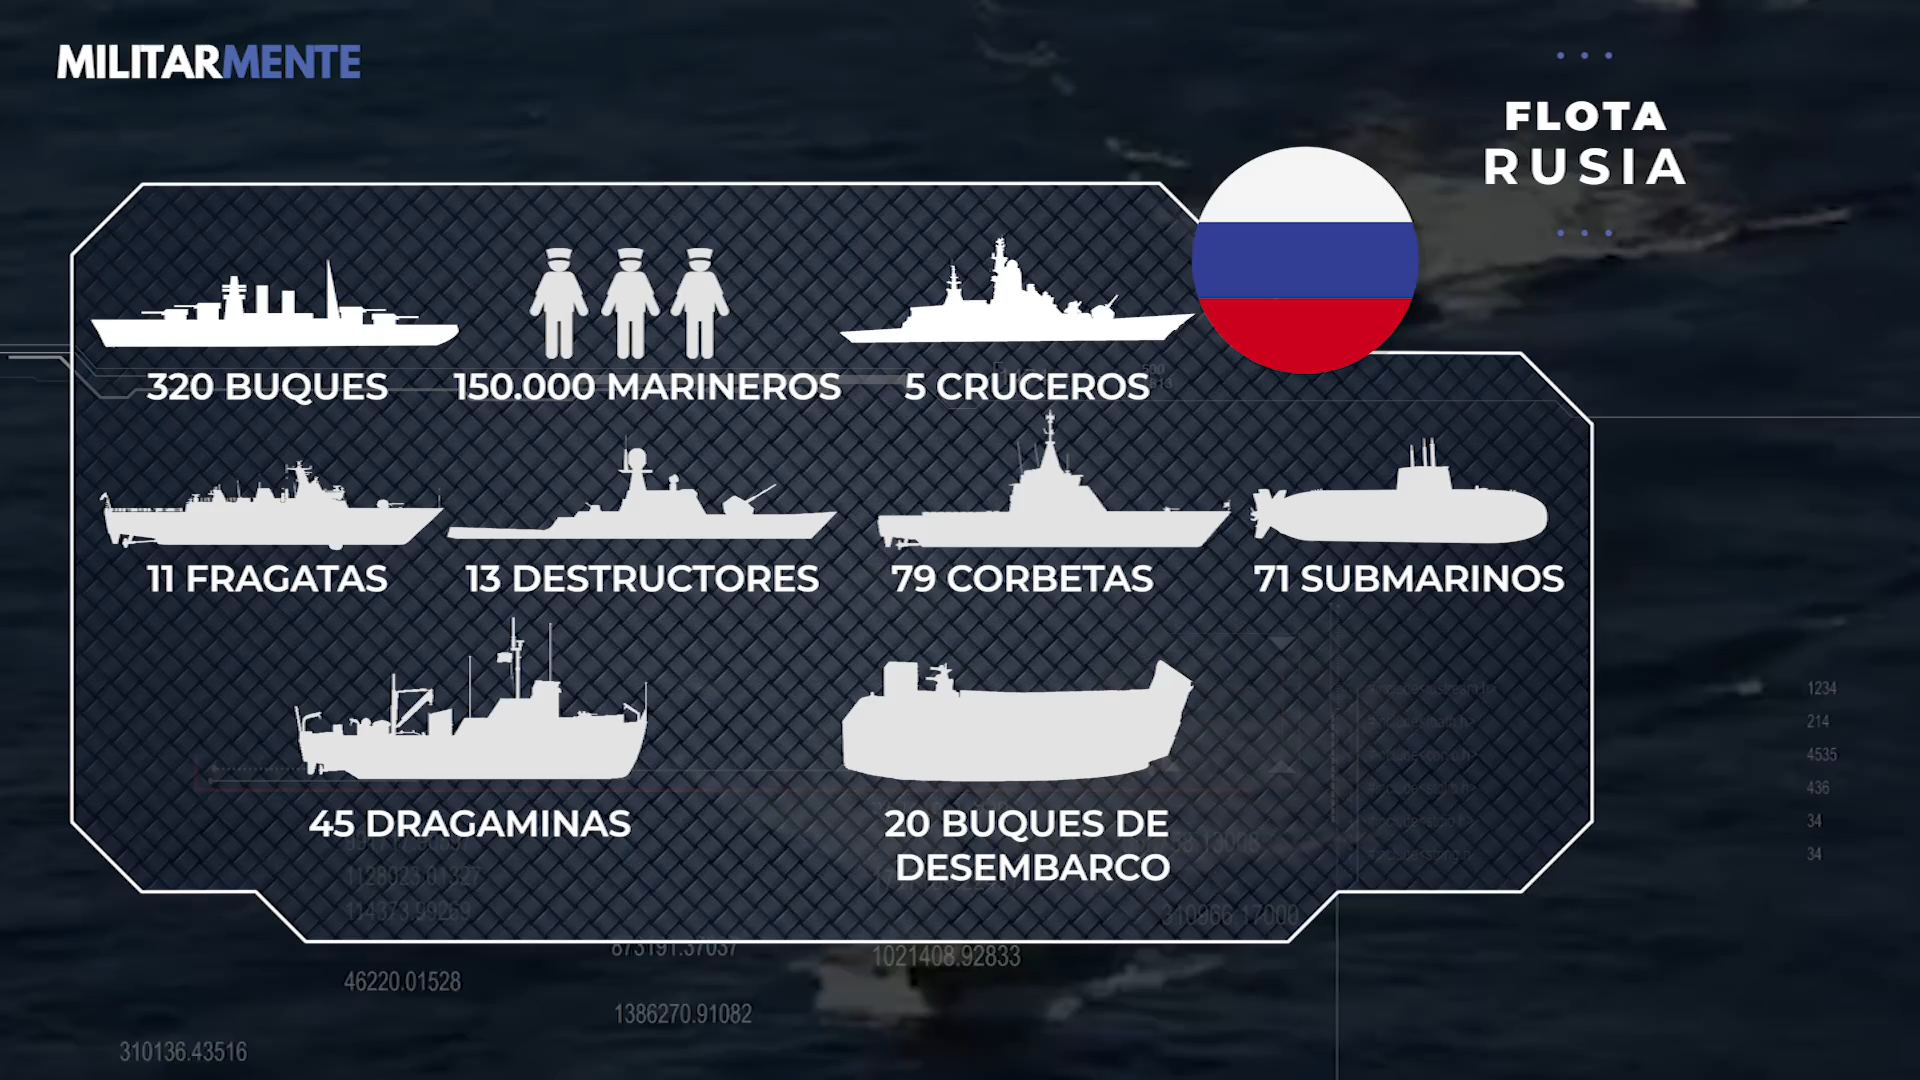 MILITARMENTE
FLOTA
RUSIA
320 BUQUES
150.000 MARINEROS
5 CRUCEROS
11 FRAGATAS
13 DESTRUCTORES
79 CORBETAS
71 SUBMARINOS
45 DRAGAMINAS
20 BUQUES DE
DESEMBARCO
1234
214
4535
436
34
34
310966.17000
1021408.92833
46220.01528
1386270.91082
310136.43516